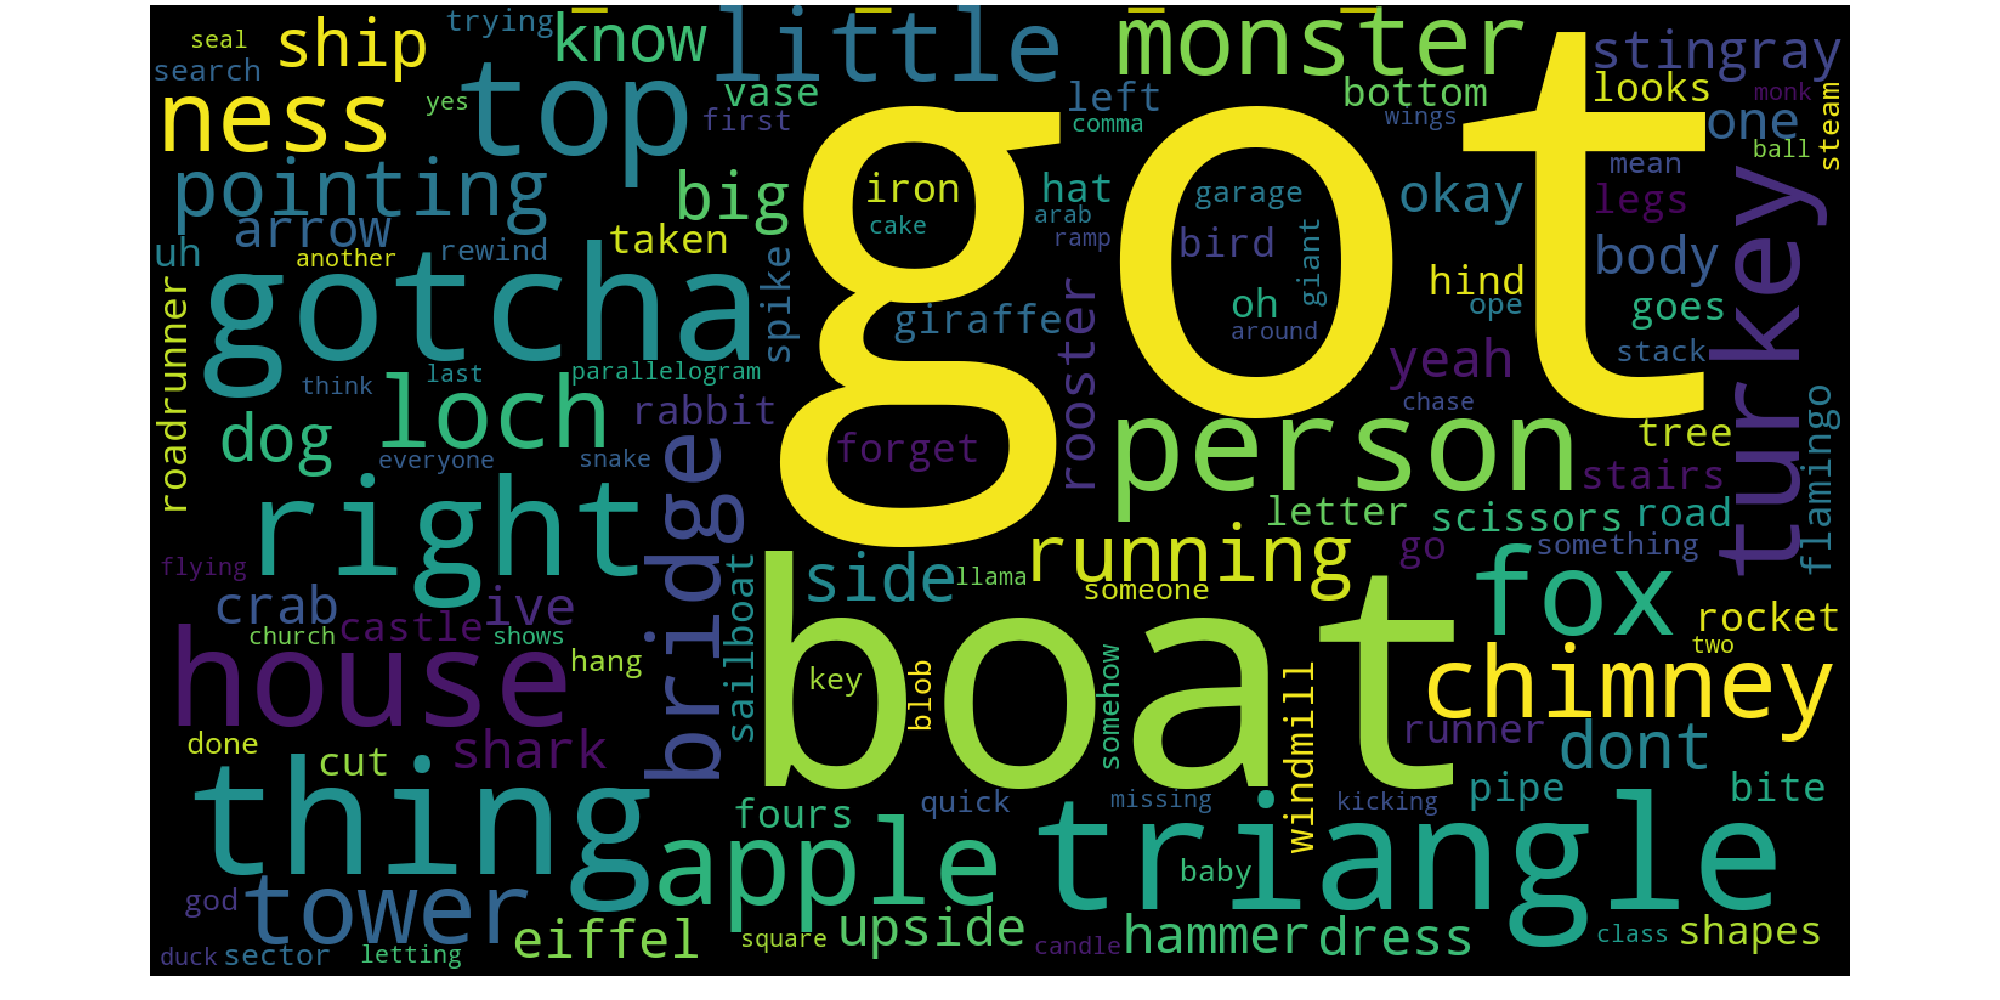 seal
ship
trying
know
little
monster
stingray
search
ness
yes
top
vase
first
left
comma
bottom
wings
looks
monk
one
steam
ball
got
pointing
arrow
big
iron
cake
hat
arab
ramp
garage
bird
giant
okay
mean
legs
turkey
uh
another
rewind
taken
gotcha
spike
giraffe
rooster
oh
around
hind
ope
body
goes
stack
roadrunner
think
last
parallelogram
loch
rabbit
yeah
chase
dog
everyone
snake
bridge
forget
person
tree
stairs
flamingo
right
letter
scissors
road
running
go
something
flying
crab
ive
sailboat
side
llama
someone
fox
rocket
two
church
castle
shows
hang
house
boat
key
blob
somehow
windmill
chimney
done
cut
shark
runner
dont
thing
fours
quick
missing
kicking
pipe
bite
apple
triangle
baby
god
tower
eiffel
square
upside
candle
hammer
dress
class
shapes
duck
sector
letting